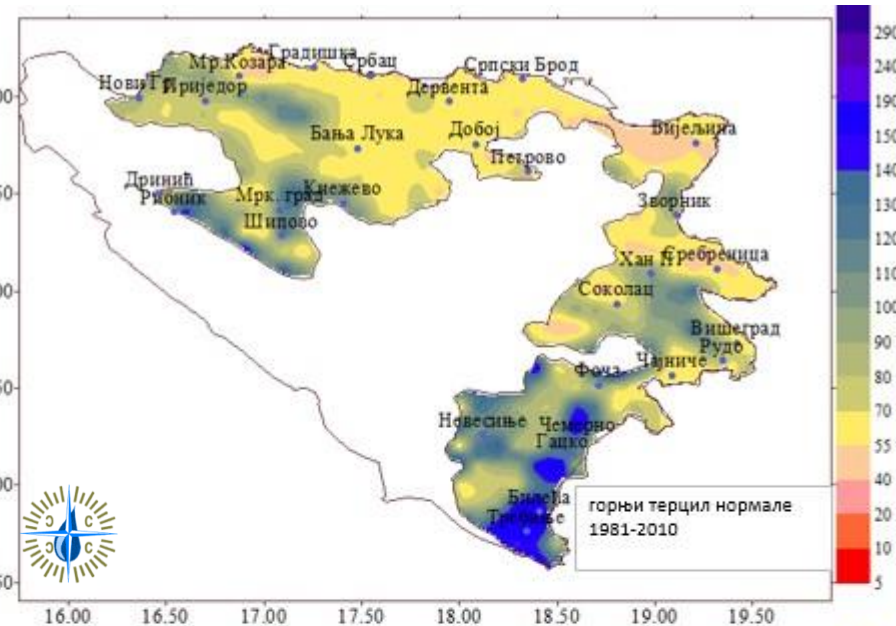 Градишка
Мр.Козара
Србац
Српски Брод
Нови Гр
Приједор
Дервента
Бања Лука
Добој
Бијељина
Петрово
Дринић
Рибник
Мрк. град
Кнежево
Зворник
Шипово
Хан П
Сребреница
Соколац
Вишеград
Рудо
Чајниче
Фоча
Невесиње
Чемерно
Гацко
Билећа
Требиње
горњи терцил нормале
1981-2010
290
240
190
150
140
130
120
110
100
90
80
70
55
40
20
10
5
16.00 16.50 17.00 17.50 18.00 18.50 19.00 19.50